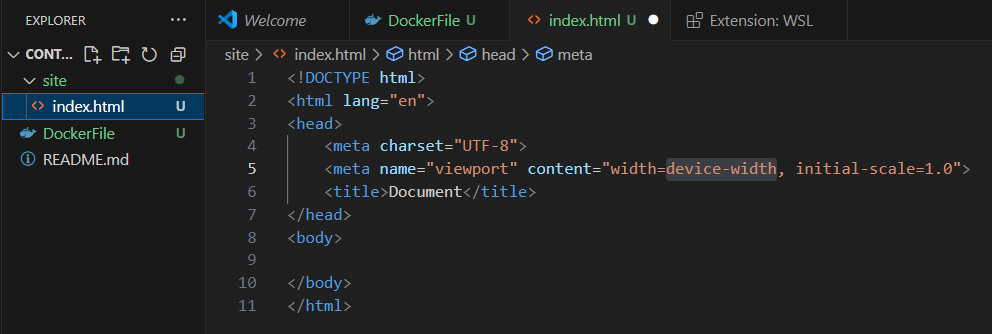 EXPLORER ...
CONT...
site
index.html U
DockerFile U
README.md
Welcome
DockerFile U
index.html U
Extension: WSL
site > index.html > html > head > meta
1 <!DOCTYPE html>
2 <html lang="en">
3 <head>
4 <meta charset="UTF-8">
5 <meta name="viewport" content="width=device-width, initial-scale=1.0">
6 <title>Document</title>
7 </head>
8 <body>
9
10 </body>
11 </html>